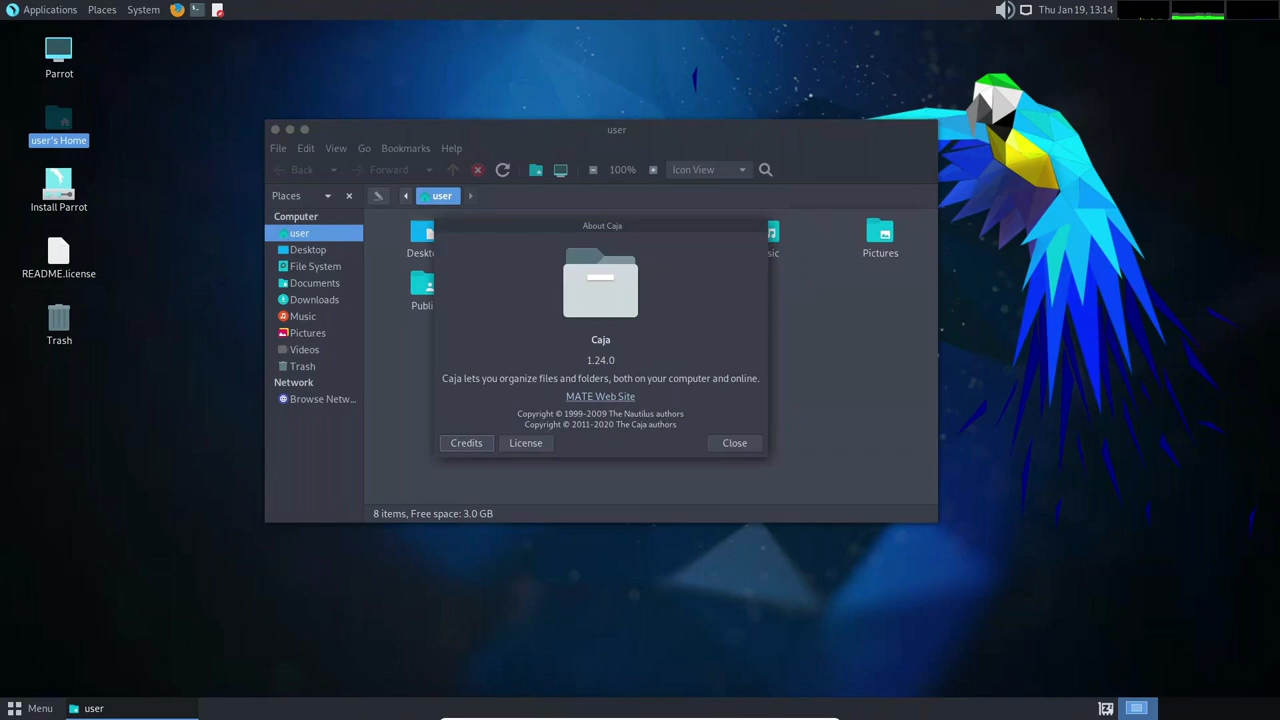 Applications Places System
Thu Jan 19, 13:14
Parrot
user's Home
Install Parrot
README.license
Trash
user
File Edit View Go Bookmarks Help
Back Forward 100% Icon View
Places user
Computer
user
Desktop
File System
Documents
Downloads
Music
Pictures
Videos
Trash
Network
Browse Netw...
Deskto
sic
Pictures
Publi
About Caja
Caja
1.24.0
Caja lets you organize files and folders, both on your computer and online.
MATE Web Site
Copyright © 1999-2009 The Nautilus authors
Copyright © 2011-2020 The Caja authors
Credits License Close
8 items, Free space: 3.0 GB
Menu user